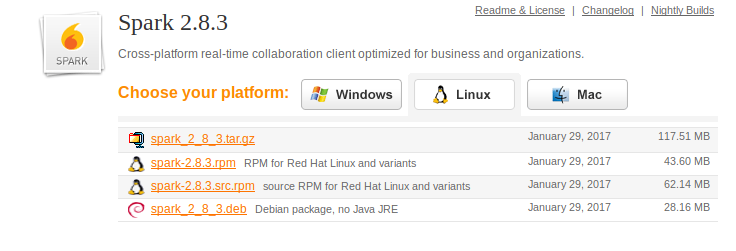 Readme & License | Changelog | Nightly Builds
Spark 2.8.3
SPARK
Cross-platform real-time collaboration client optimized for business and organizations.
Choose your platform: Windows Linux Mac
spark_2_8_3.tar.gz January 29, 2017 117.51 MB
spark-2.8.3.rpm RPM for Red Hat Linux and variants January 29, 2017 43.60 MB
spark-2.8.3.src.rpm source RPM for Red Hat Linux and variants January 29, 2017 62.14 MB
spark_2_8_3.deb Debian package, no Java JRE January 29, 2017 28.16 MB